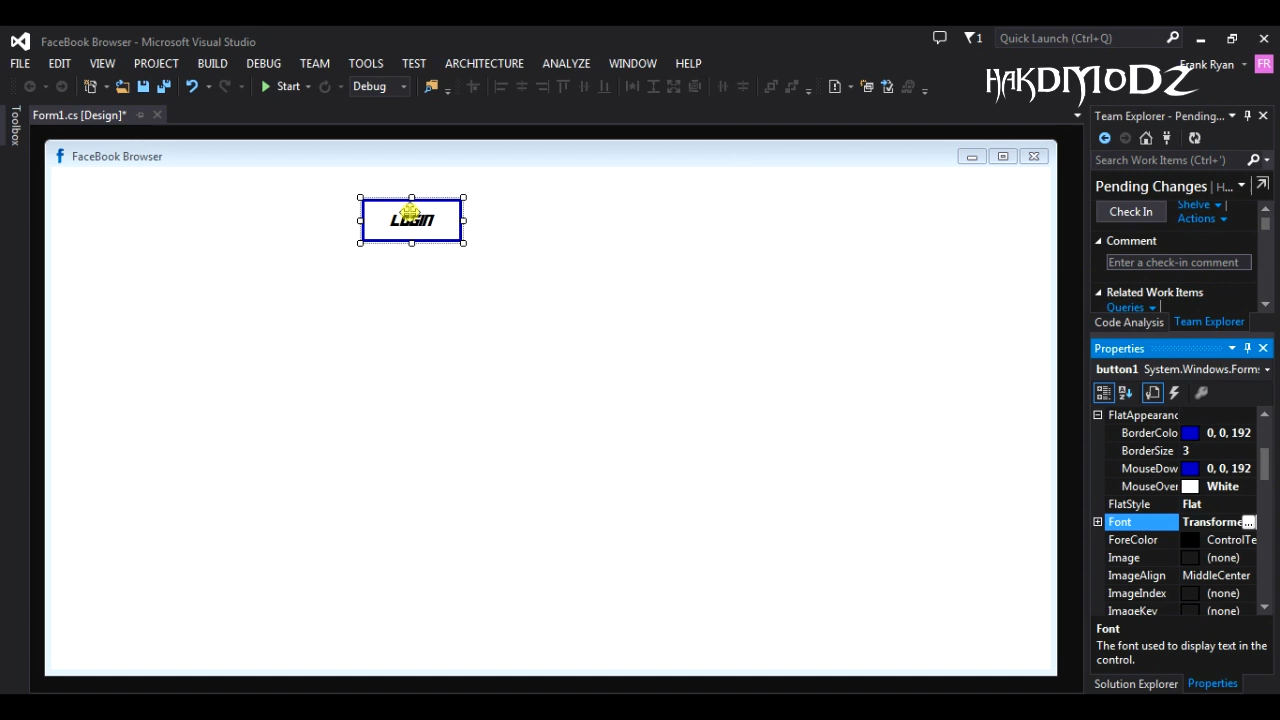 FaceBook Browser - Microsoft Visual Studio
Quick Launch (Ctrl+Q)
1
FILE EDIT VIEW PROJECT BUILD DEBUG TEAM TOOLS TEST ARCHITECTURE ANALYZE WINDOW HELP
Frank Ryan
FR
HAKDMODZ
Start
Debug
Toolbox
Form1.cs [Design]*
FaceBook Browser
LOGIN
Team Explorer - Pending...
Search Work Items (Ctrl+')
Pending Changes | H...
Check In
Shelve
Actions
Comment
Enter a check-in comment
Related Work Items
Queries
Code Analysis Team Explorer
Properties
button1 System.Windows.Forms
FlatAppearanc
BorderColo 0, 0, 192
BorderSize 3
MouseDow 0, 0, 192
MouseOver White
FlatStyle Flat
Font Transforme ...
ForeColor ControlTe
Image (none)
ImageAlign MiddleCenter
ImageIndex (none)
ImageKey (none)
Font
The font used to display text in the
control.
Solution Explorer Properties